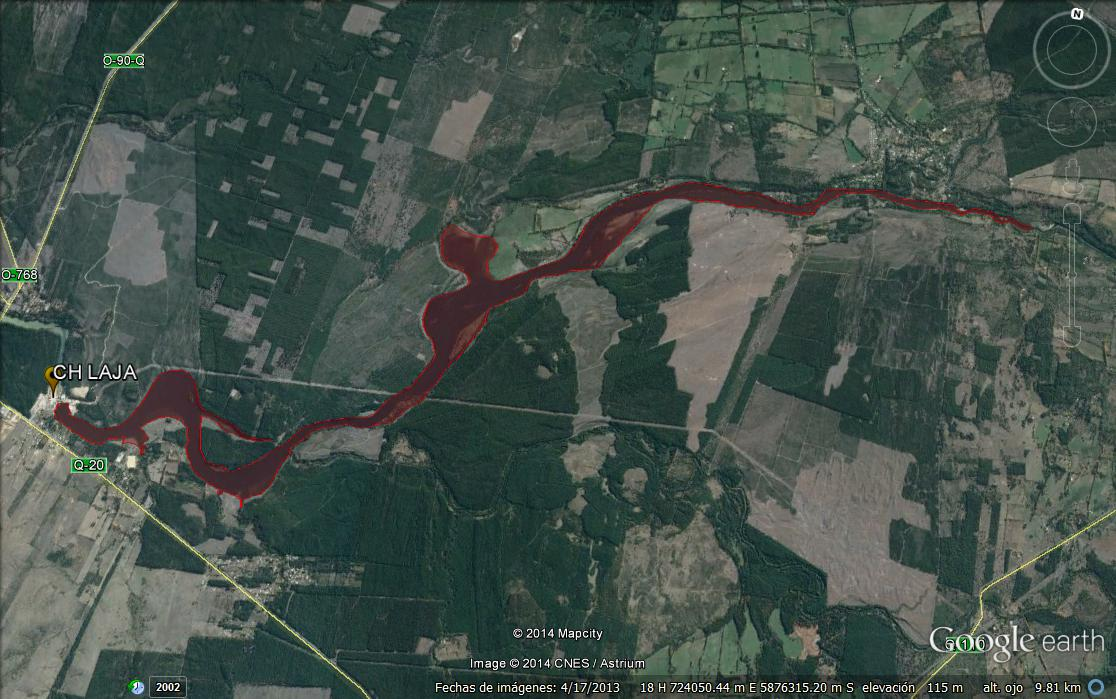 N
O-90-Q
O-768
CH LAJA
Q-20
© 2014 Mapcity
Google earth
Image © 2014 CNES / Astrium
2002
Fechas de imágenes: 4/17/2013 18 H 724050.44 m E 5876315.20 m S elevación 115 m alt. ojo 9.81 km